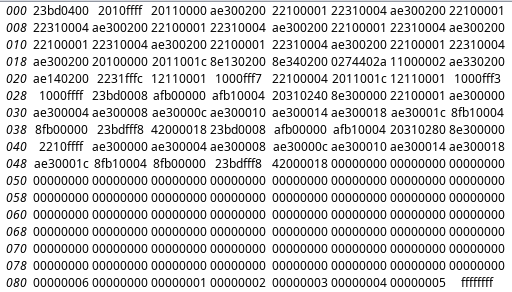 000 23bd0400 2010ffff 20110000 ae300200 22100001 22310004 ae300200 22100001
008 22310004 ae300200 22100001 22310004 ae300200 22100001 22310004 ae300200
010 22100001 22310004 ae300200 22100001 22310004 ae300200 22100001 22310004
018 ae300200 20100000 2011001c 8e130200 8e340200 0274402a 11000002 ae330200
020 ae140200 2231fffc 12110001 1000fff7 22100004 2011001c 12110001 1000fff3
028 1000ffff 23bd0008 afb00000 afb10004 20310240 8e300000 22100001 ae300000
030 ae300004 ae300008 ae30000c ae300010 ae300014 ae300018 ae30001c 8fb10004
038 8fb00000 23bdfff8 42000018 23bd0008 afb00000 afb10004 20310280 8e300000
040 2210ffff ae300000 ae300004 ae300008 ae30000c ae300010 ae300014 ae300018
048 ae30001c 8fb10004 8fb00000 23bdfff8 42000018 00000000 00000000 00000000
050 00000000 00000000 00000000 00000000 00000000 00000000 00000000 00000000
058 00000000 00000000 00000000 00000000 00000000 00000000 00000000 00000000
060 00000000 00000000 00000000 00000000 00000000 00000000 00000000 00000000
068 00000000 00000000 00000000 00000000 00000000 00000000 00000000 00000000
070 00000000 00000000 00000000 00000000 00000000 00000000 00000000 00000000
078 00000000 00000000 00000000 00000000 00000000 00000000 00000000 00000000
080 00000006 00000000 00000001 00000002 00000003 00000004 00000005 ffffffff